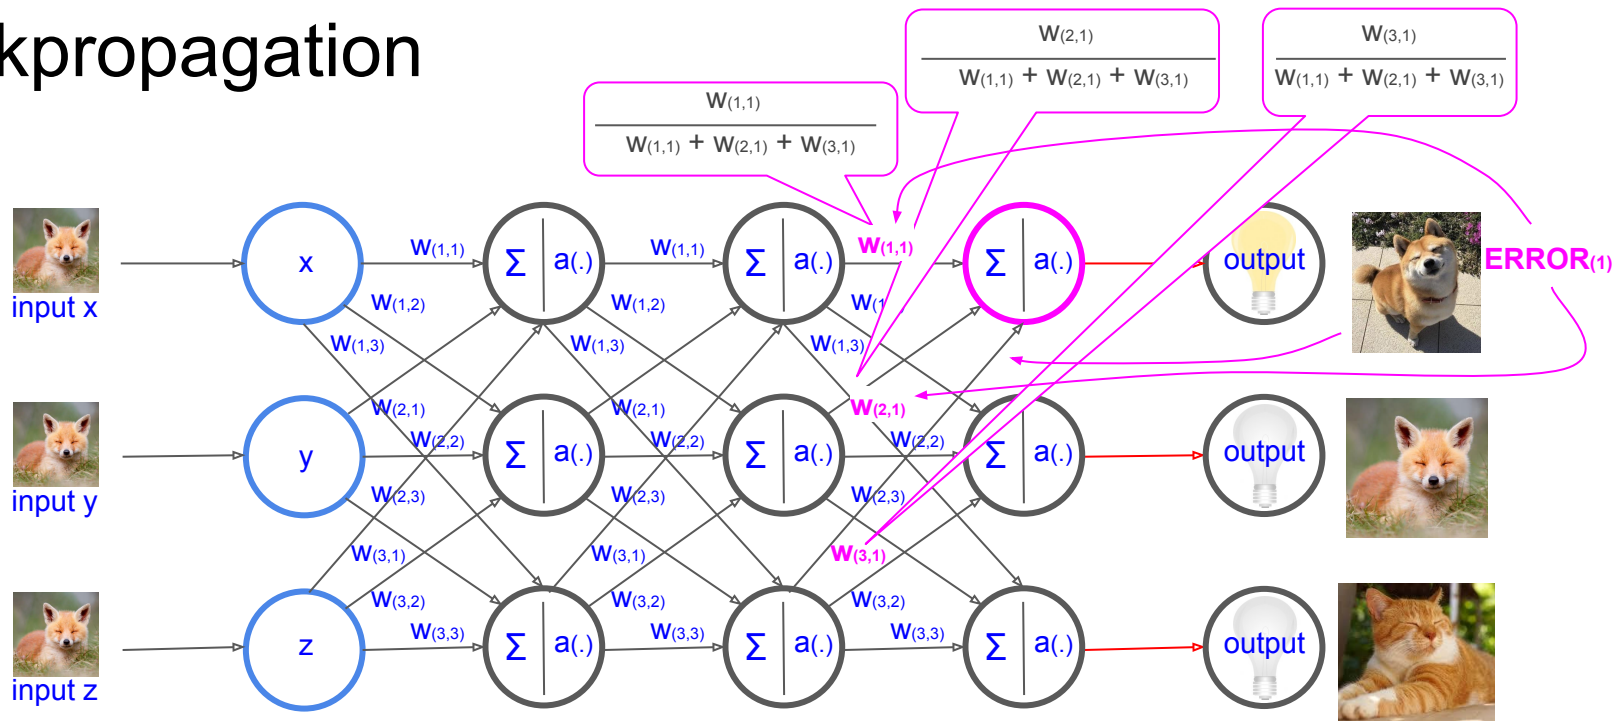 kpropagation
W(1,1)
W(1,1) + W(2,1) + W(3,1)
W(2,1)
W(1,1) + W(2,1) + W(3,1)
W(3,1)
W(1,1) + W(2,1) + W(3,1)
input x
x
W(1,1)
Σ a(.)
W(1,1)
Σ a(.)
W(1,1)
Σ a(.)
output
ERROR(1)
W(1,2)
W(1,2)
W(1,3)
W(1,3)
W(1,3)
input y
y
W(2,1)
W(2,1)
W(2,1)
W(2,2)
W(2,2)
W(2,2)
Σ a(.)
Σ a(.)
Σ a(.)
output
W(2,3)
W(2,3)
W(2,3)
W(3,1)
W(3,1)
W(3,1)
W(3,2)
W(3,2)
W(3,2)
input z
z
W(3,3)
Σ a(.)
W(3,3)
Σ a(.)
W(3,3)
Σ a(.)
output